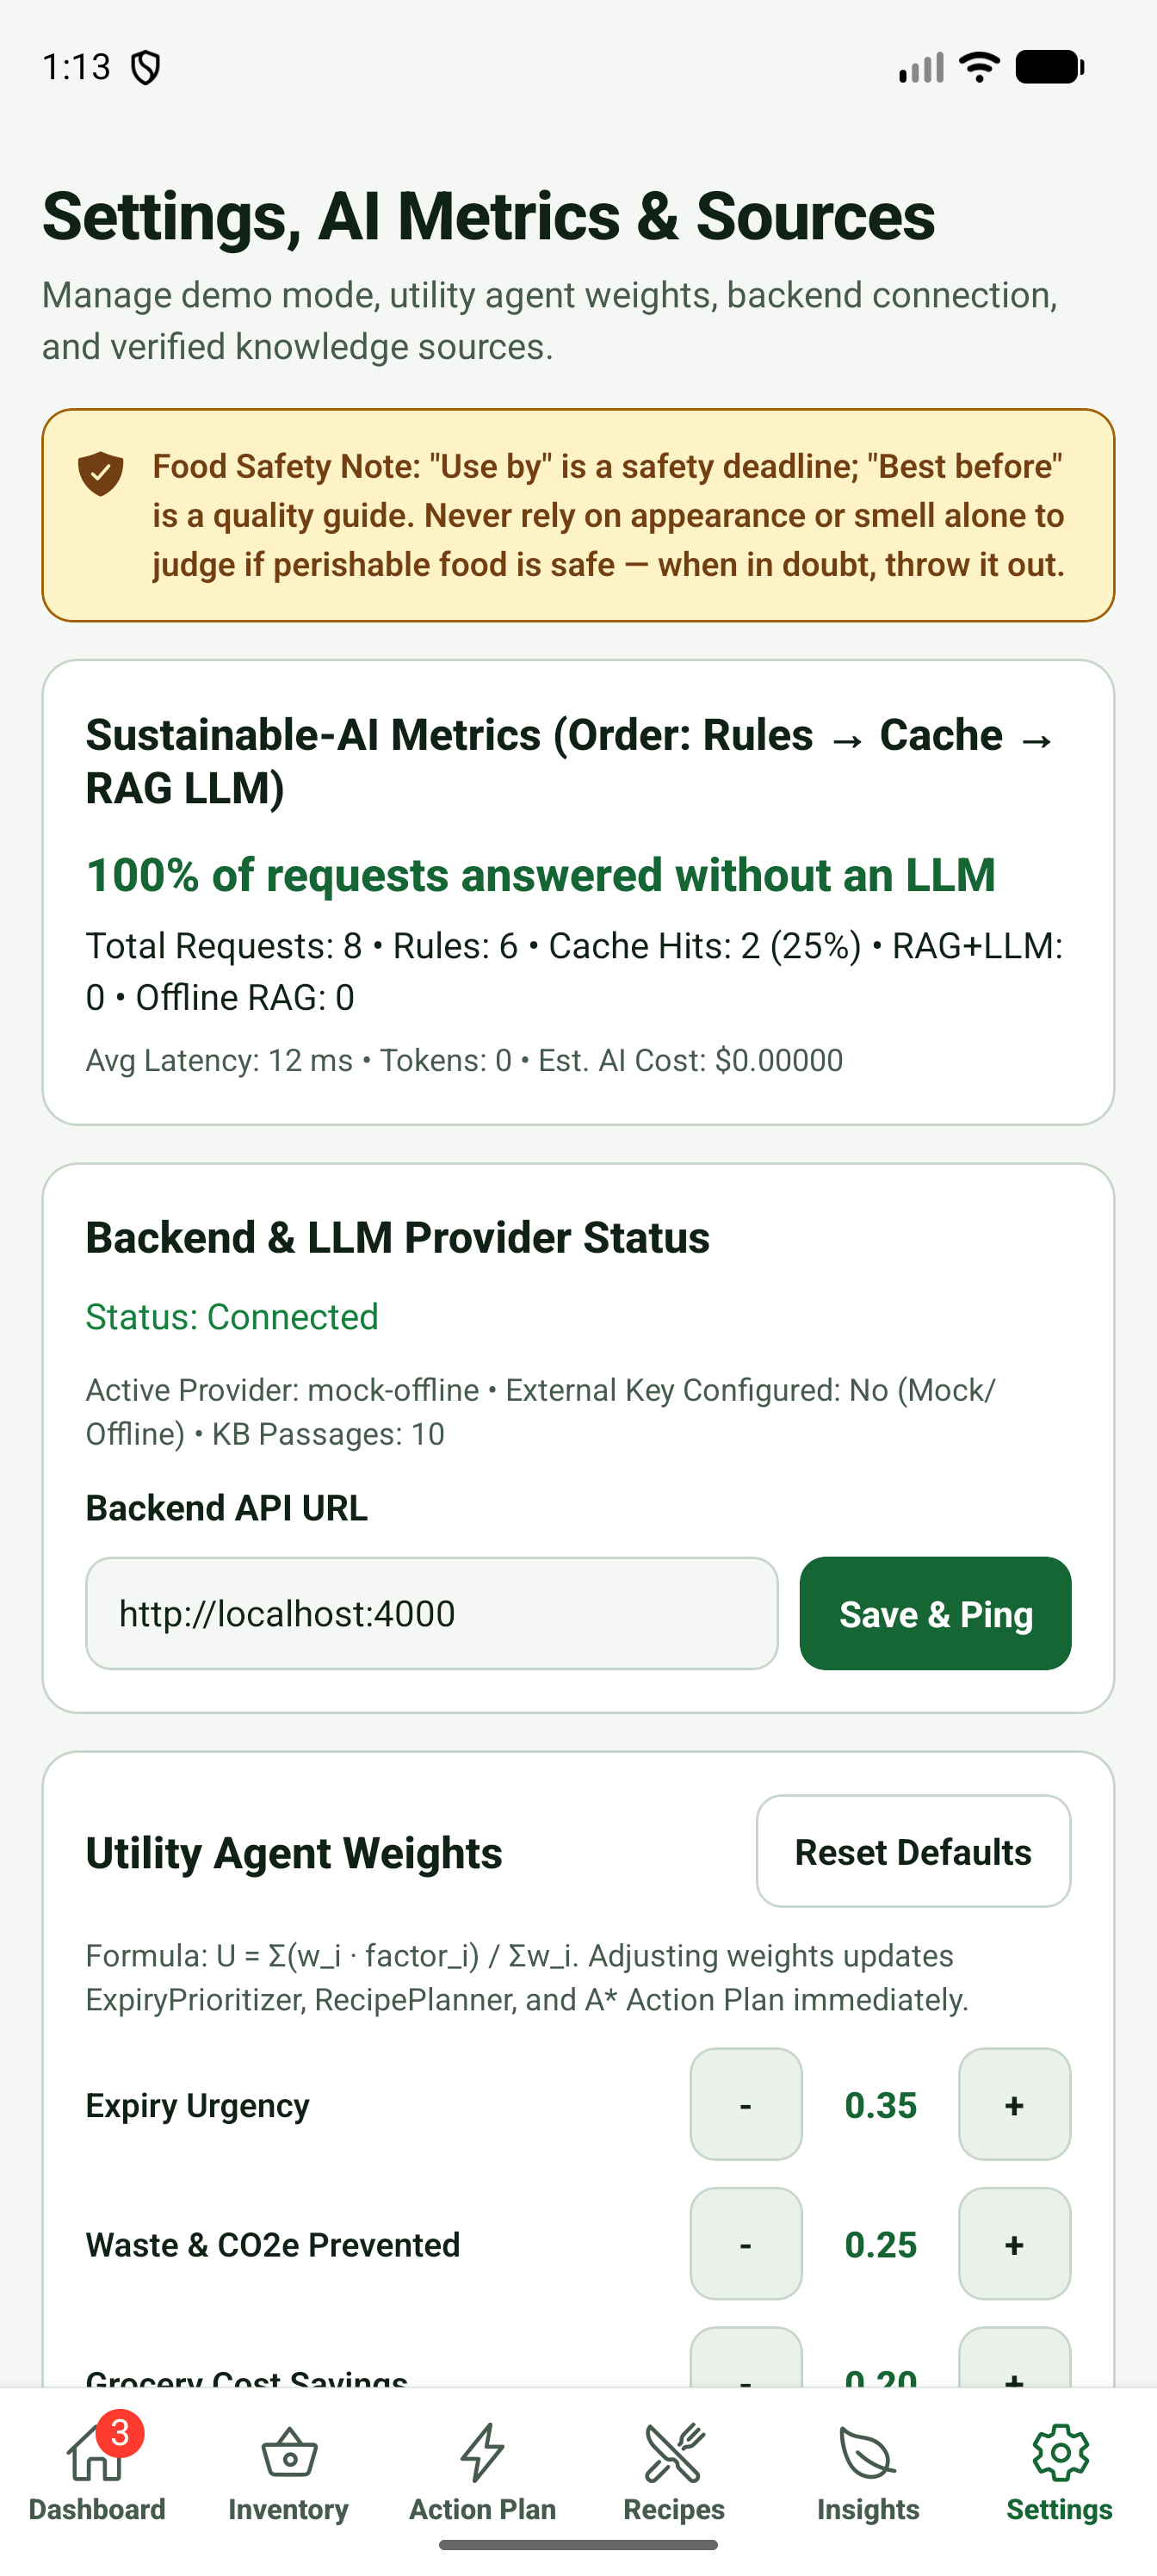 1:13
Settings, AI Metrics & Sources
Manage demo mode, utility agent weights, backend connection,
and verified knowledge sources.
Food Safety Note: "Use by" is a safety deadline; "Best before"
is a quality guide. Never rely on appearance or smell alone to
judge if perishable food is safe — when in doubt, throw it out.
Sustainable-AI Metrics (Order: Rules → Cache →
RAG LLM)
100% of requests answered without an LLM
Total Requests: 8 • Rules: 6 • Cache Hits: 2 (25%) • RAG+LLM:
0 • Offline RAG: 0
Avg Latency: 12 ms • Tokens: 0 • Est. AI Cost: $0.00000
Backend & LLM Provider Status
Status: Connected
Active Provider: mock-offline • External Key Configured: No (Mock/
Offline) • KB Passages: 10
Backend API URL
http://localhost:4000
Save & Ping
Utility Agent Weights
Reset Defaults
Formula: U = Σ(w_i · factor_i) / Σw_i. Adjusting weights updates
ExpiryPrioritizer, RecipePlanner, and A* Action Plan immediately.
Expiry Urgency - 0.35 +
Waste & CO2e Prevented - 0.25 +
Grocery Cost Savings - 0.20 +
3
Dashboard Inventory Action Plan Recipes Insights Settings